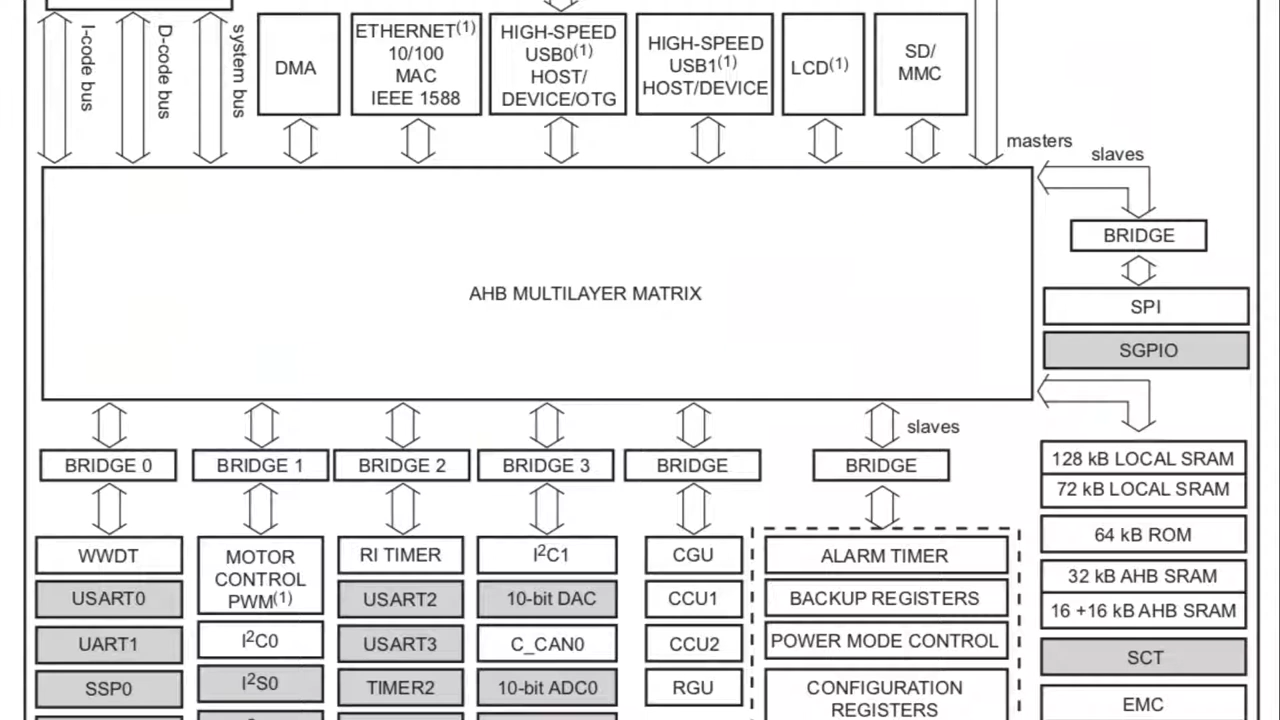 I-code bus
D-code bus
system bus
DMA
ETHERNET(1)
10/100
MAC
IEEE 1588
HIGH-SPEED
USB0(1)
HOST/
DEVICE/OTG
HIGH-SPEED
USB1(1)
HOST/DEVICE
LCD(1)
SD/
MMC
masters
slaves
BRIDGE
SPI
SGPIO
AHB MULTILAYER MATRIX
slaves
BRIDGE 0
BRIDGE 1
BRIDGE 2
BRIDGE 3
BRIDGE
BRIDGE
WWDT
USART0
UART1
SSP0
MOTOR
CONTROL
PWM(1)
I2C0
I2S0
RI TIMER
USART2
USART3
TIMER2
I2C1
10-bit DAC
C_CAN0
10-bit ADC0
CGU
CCU1
CCU2
RGU
ALARM TIMER
BACKUP REGISTERS
POWER MODE CONTROL
CONFIGURATION
REGISTERS
128 kB LOCAL SRAM
72 kB LOCAL SRAM
64 kB ROM
32 kB AHB SRAM
16 +16 kB AHB SRAM
SCT
EMC